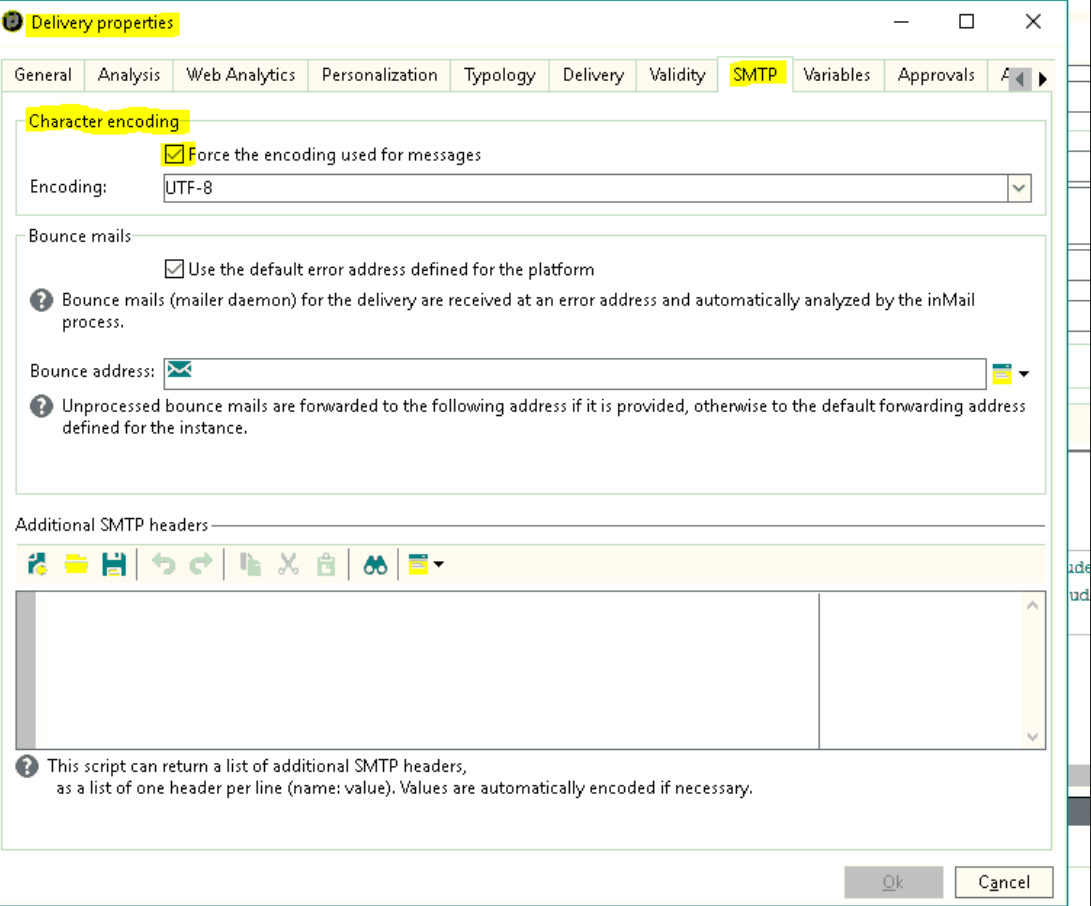 Delivery properties
General Analysis Web Analytics Personalization Typology Delivery Validity SMTP Variables Approvals
Character encoding
Force the encoding used for messages
Encoding: UTF-8
Bounce mails
Use the default error address defined for the platform
Bounce mails (mailer daemon) for the delivery are received at an error address and automatically analyzed by the inMail
process.
Bounce address:
Unprocessed bounce mails are forwarded to the following address if it is provided, otherwise to the default forwarding address
defined for the instance.
Additional SMTP headers
This script can return a list of additional SMTP headers,
as a list of one header per line (name: value). Values are automatically encoded if necessary.
Ok Cancel